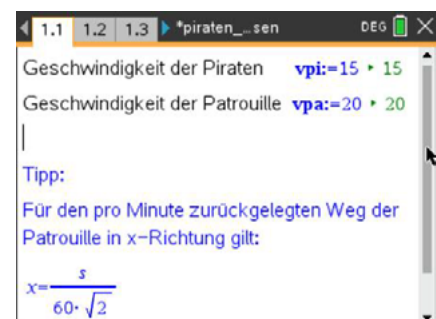 1.1 1.2 1.3 *piraten_…sen DEG
Geschwindigkeit der Piraten vpi:=15 ▸ 15
Geschwindigkeit der Patrouille vpa:=20 ▸ 20
Tipp:
Für den pro Minute zurückgelegten Weg der
Patrouille in x-Richtung gilt:
x=s/(60·√2)